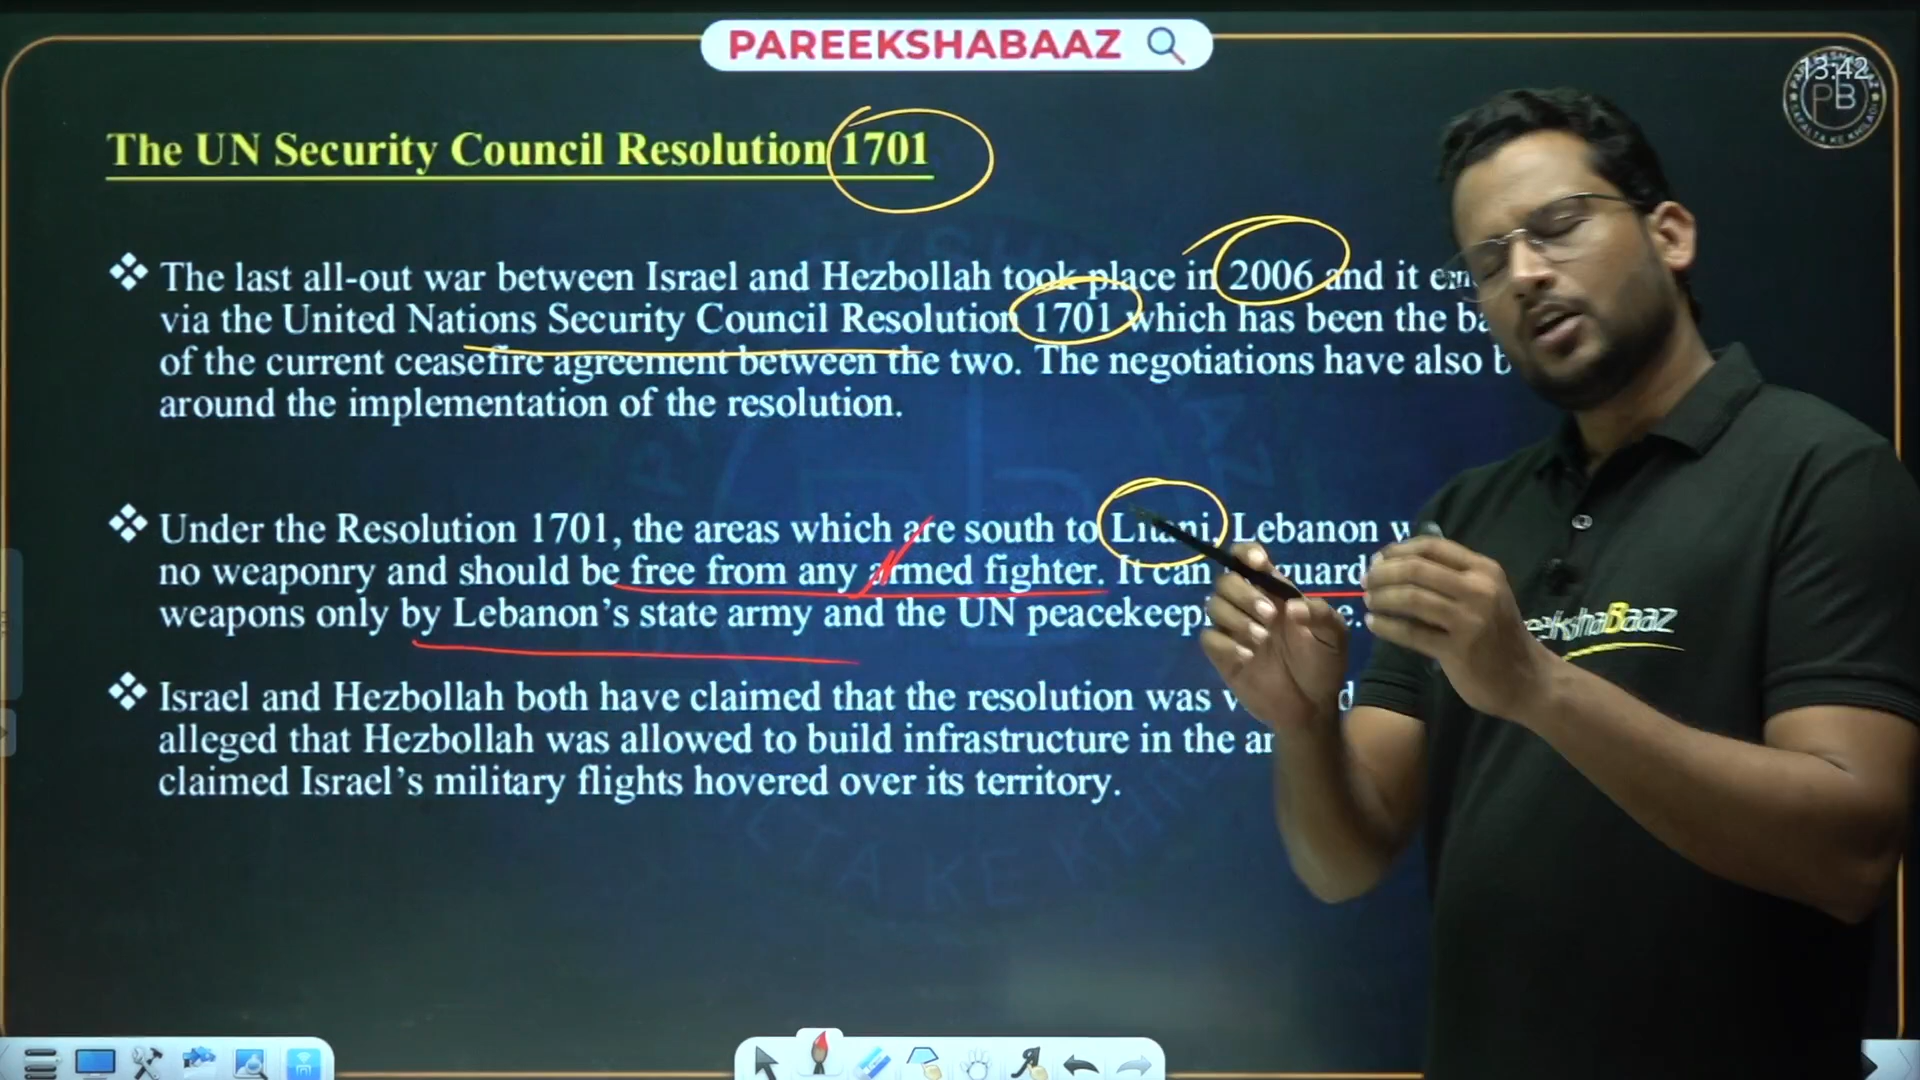 PAREEKSHABAAZ
13:42
PB
The UN Security Council Resolution 1701
The last all-out war between Israel and Hezbollah took place in 2006 and it
via the United Nations Security Council Resolution 1701 which has been the
of the current ceasefire agreement between the two. The negotiations have also
around the implementation of the resolution.
Under the Resolution 1701, the areas which are south to Litani, Lebanon
no weaponry and should be free from any armed fighter. It can
weapons only by Lebanon's state army and the UN
Israel and Hezbollah both have claimed that the resolution was
alleged that Hezbollah was allowed to build infrastructure in the
claimed Israel's military flights hovered over its territory.